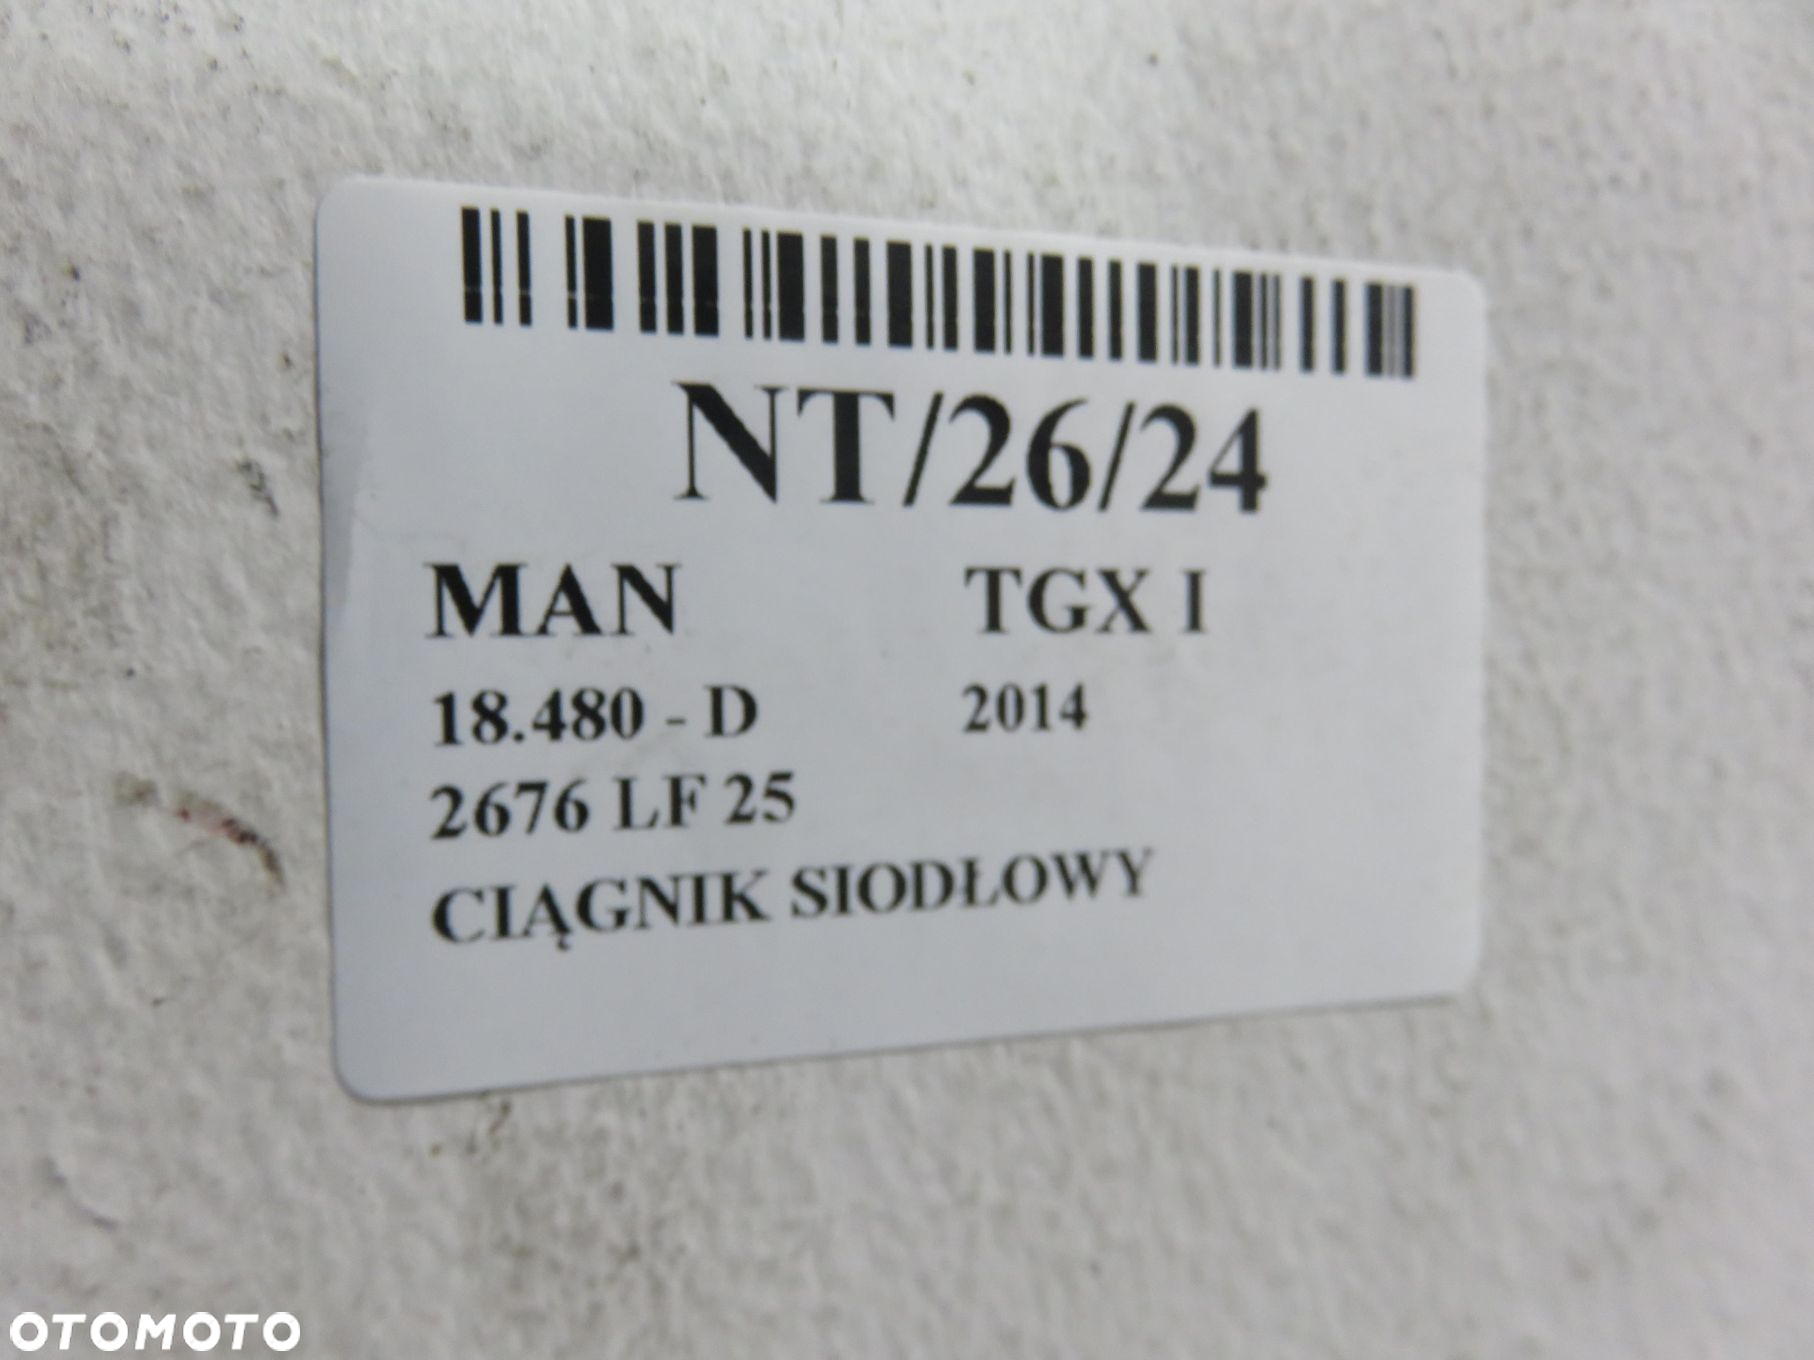 NT/26/24
MAN TGX I
18.480 - D 2014
2676 LF 25
CIĄGNIK SIODŁOWY
OTOMOTO